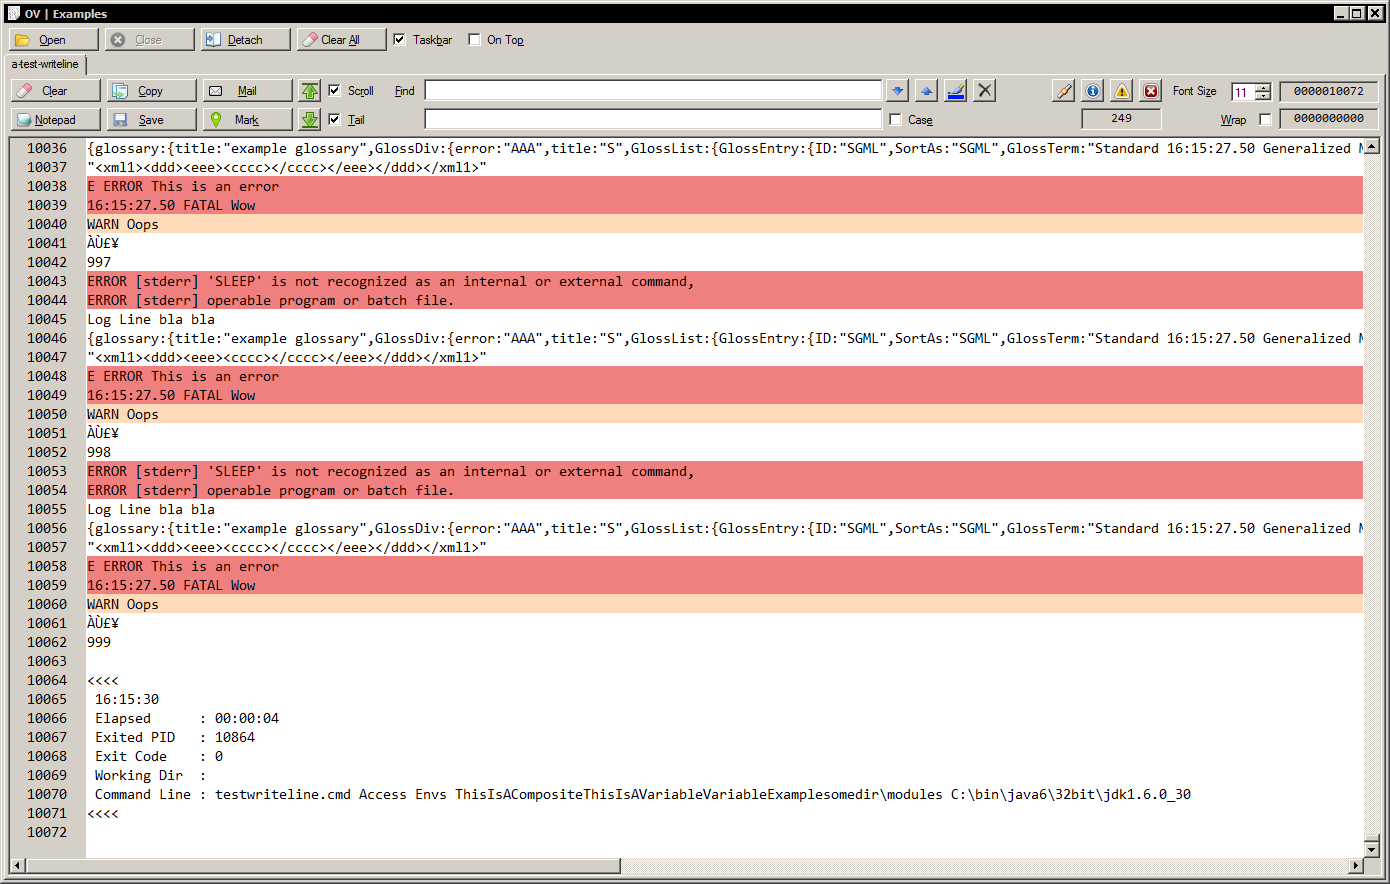 OV | Examples
Open Close Detach Clear All Taskbar On Top
a-test-writeline
Clear Copy Mail Scroll Find Font Size 11 0000010072
Notepad Save Mark Tail Case 249 Wrap 0000000000
10036 {glossary:{title:"example glossary",GlossDiv:{error:"AAA",title:"S",GlossList:{GlossEntry:{ID:"SGML",SortAs:"SGML",GlossTerm:"Standard 16:15:27.50 Generalized
10037 "<xml1><ddd><eee><cccc></cccc></eee></ddd></xml1>"
10038 E ERROR This is an error
10039 16:15:27.50 FATAL Wow
10040 WARN Oops
10041 ÀÙ£¥
10042 997
10043 ERROR [stderr] 'SLEEP' is not recognized as an internal or external command,
10044 ERROR [stderr] operable program or batch file.
10045 Log Line bla bla
10046 {glossary:{title:"example glossary",GlossDiv:{error:"AAA",title:"S",GlossList:{GlossEntry:{ID:"SGML",SortAs:"SGML",GlossTerm:"Standard 16:15:27.50 Generalized
10047 "<xml1><ddd><eee><cccc></cccc></eee></ddd></xml1>"
10048 E ERROR This is an error
10049 16:15:27.50 FATAL Wow
10050 WARN Oops
10051 ÀÙ£¥
10052 998
10053 ERROR [stderr] 'SLEEP' is not recognized as an internal or external command,
10054 ERROR [stderr] operable program or batch file.
10055 Log Line bla bla
10056 {glossary:{title:"example glossary",GlossDiv:{error:"AAA",title:"S",GlossList:{GlossEntry:{ID:"SGML",SortAs:"SGML",GlossTerm:"Standard 16:15:27.50 Generalized
10057 "<xml1><ddd><eee><cccc></cccc></eee></ddd></xml1>"
10058 E ERROR This is an error
10059 16:15:27.50 FATAL Wow
10060 WARN Oops
10061 ÀÙ£¥
10062 999
10063
10064 <<<<
10065 16:15:30
10066 Elapsed : 00:00:04
10067 Exited PID : 10864
10068 Exit Code : 0
10069 Working Dir :
10070 Command Line : testwriteline.cmd Access Envs ThisIsACompositeThisIsAVariableVariableExamplesomedir\modules C:\bin\java6\32bit\jdk1.6.0_30
10071 <<<<
10072